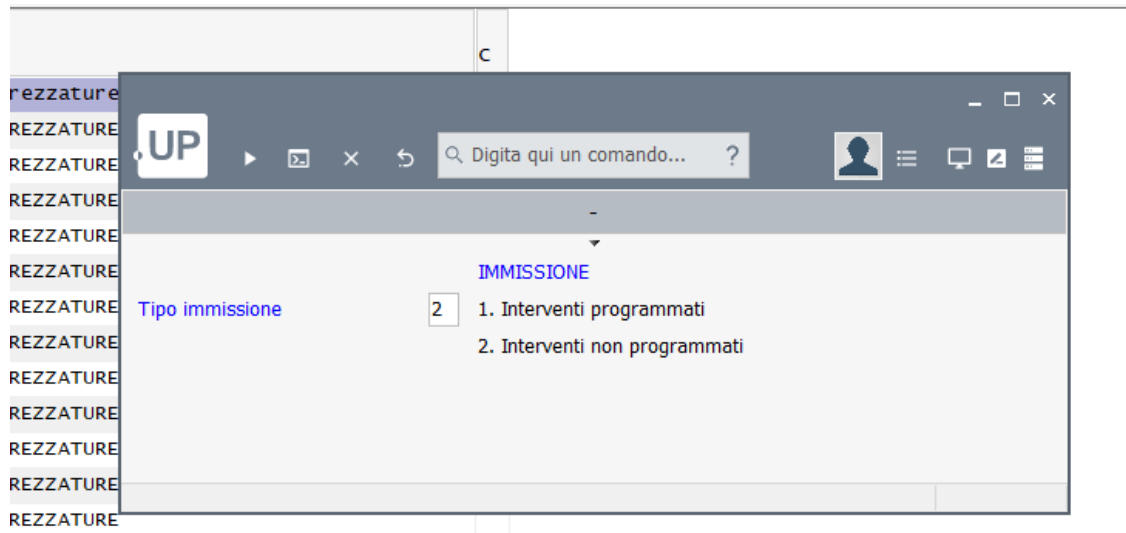 C
rezzature
REZZATURE
REZZATURE
REZZATURE
REZZATURE
REZZATURE
REZZATURE
REZZATURE
REZZATURE
REZZATURE
REZZATURE
REZZATURE
REZZATURE
.UP
Digita qui un comando... ?
-
IMMISSIONE
Tipo immissione 2 1. Interventi programmati
2. Interventi non programmati